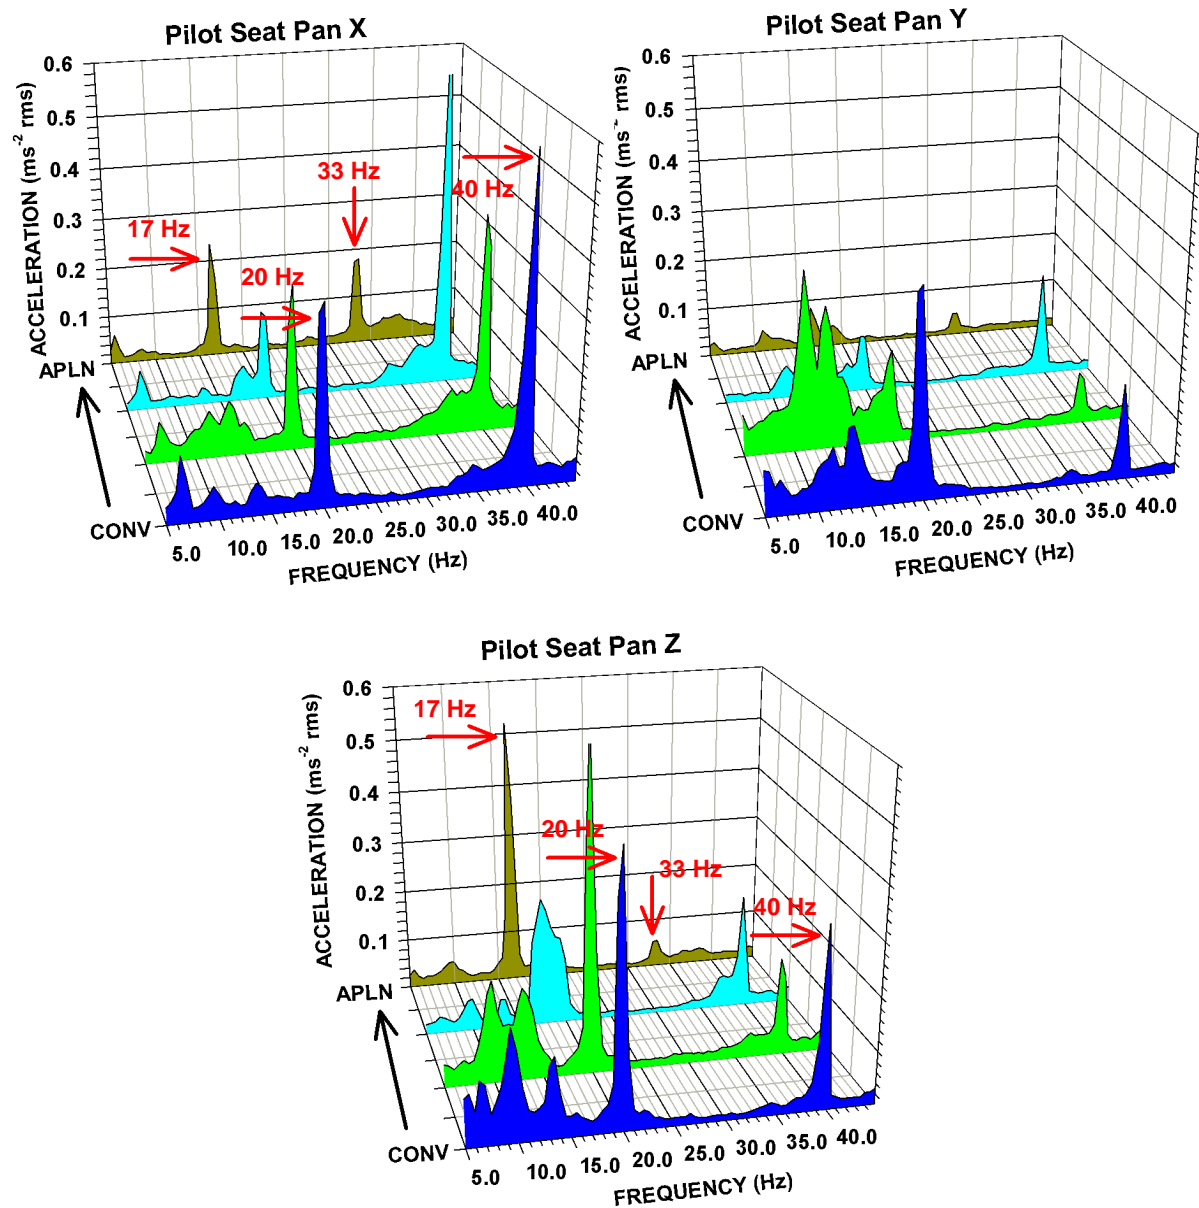 Pilot Seat Pan X
ACCELERATION (ms-2 rms)
0.6
0.5
0.4
0.3
0.2
0.1
17 Hz
20 Hz
33 Hz
40 Hz
APLN
CONV
5.0 10.0 15.0 20.0 25.0 30.0 35.0 40.0
FREQUENCY (Hz)
Pilot Seat Pan Y
ACCELERATION (ms-2 rms)
0.6
0.5
0.4
0.3
0.2
0.1
APLN
CONV
5.0 10.0 15.0 20.0 25.0 30.0 35.0 40.0
FREQUENCY (Hz)
Pilot Seat Pan Z
ACCELERATION (ms-2 rms)
0.6
0.5
0.4
0.3
0.2
0.1
17 Hz
20 Hz
33 Hz
40 Hz
APLN
CONV
5.0 10.0 15.0 20.0 25.0 30.0 35.0 40.0
FREQUENCY (Hz)